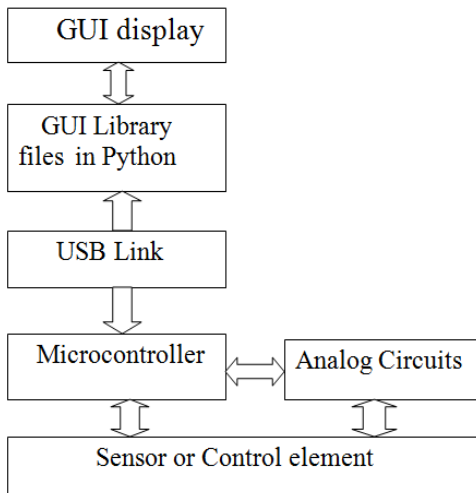 GUI display
GUI Library
files in Python
USB Link
Microcontroller
Analog Circuits
Sensor or Control element